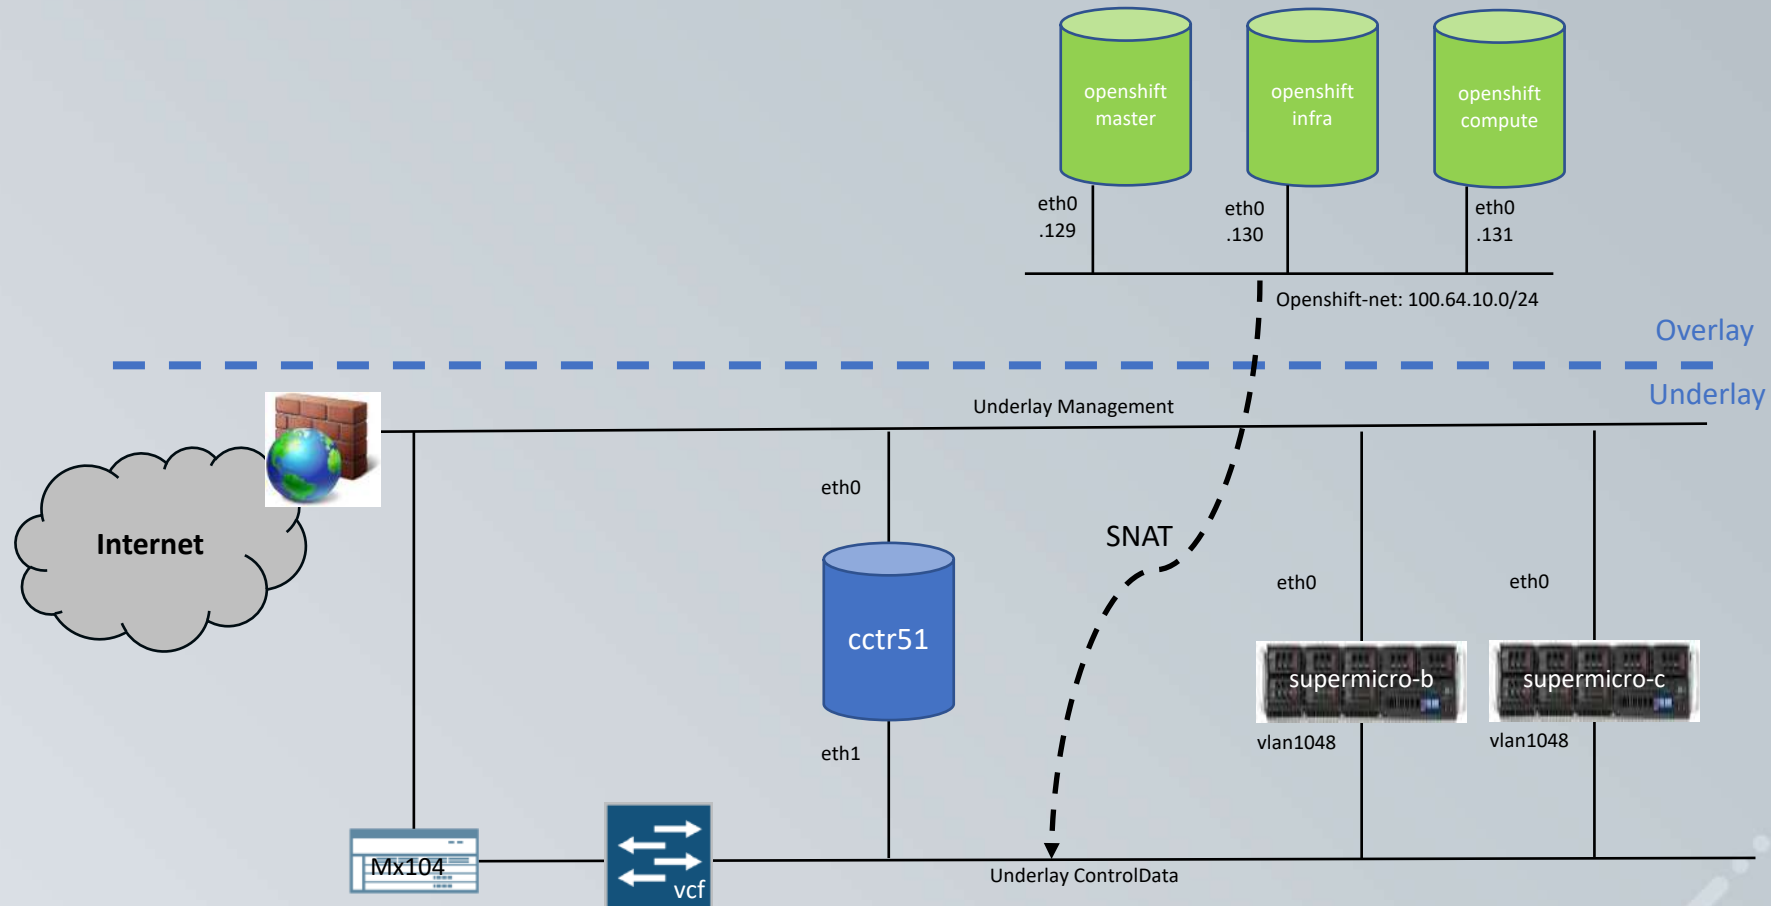 openshift
master
openshift
infra
openshift
compute
eth0
.129
eth0
.130
eth0
.131
Openshift-net: 100.64.10.0/24
Overlay
Underlay
Underlay Management
eth0
Internet
SNAT
eth0
eth0
cctr51
supermicro-b
supermicro-c
vlan1048
vlan1048
eth1
Mx104
vcf
Underlay ControlData